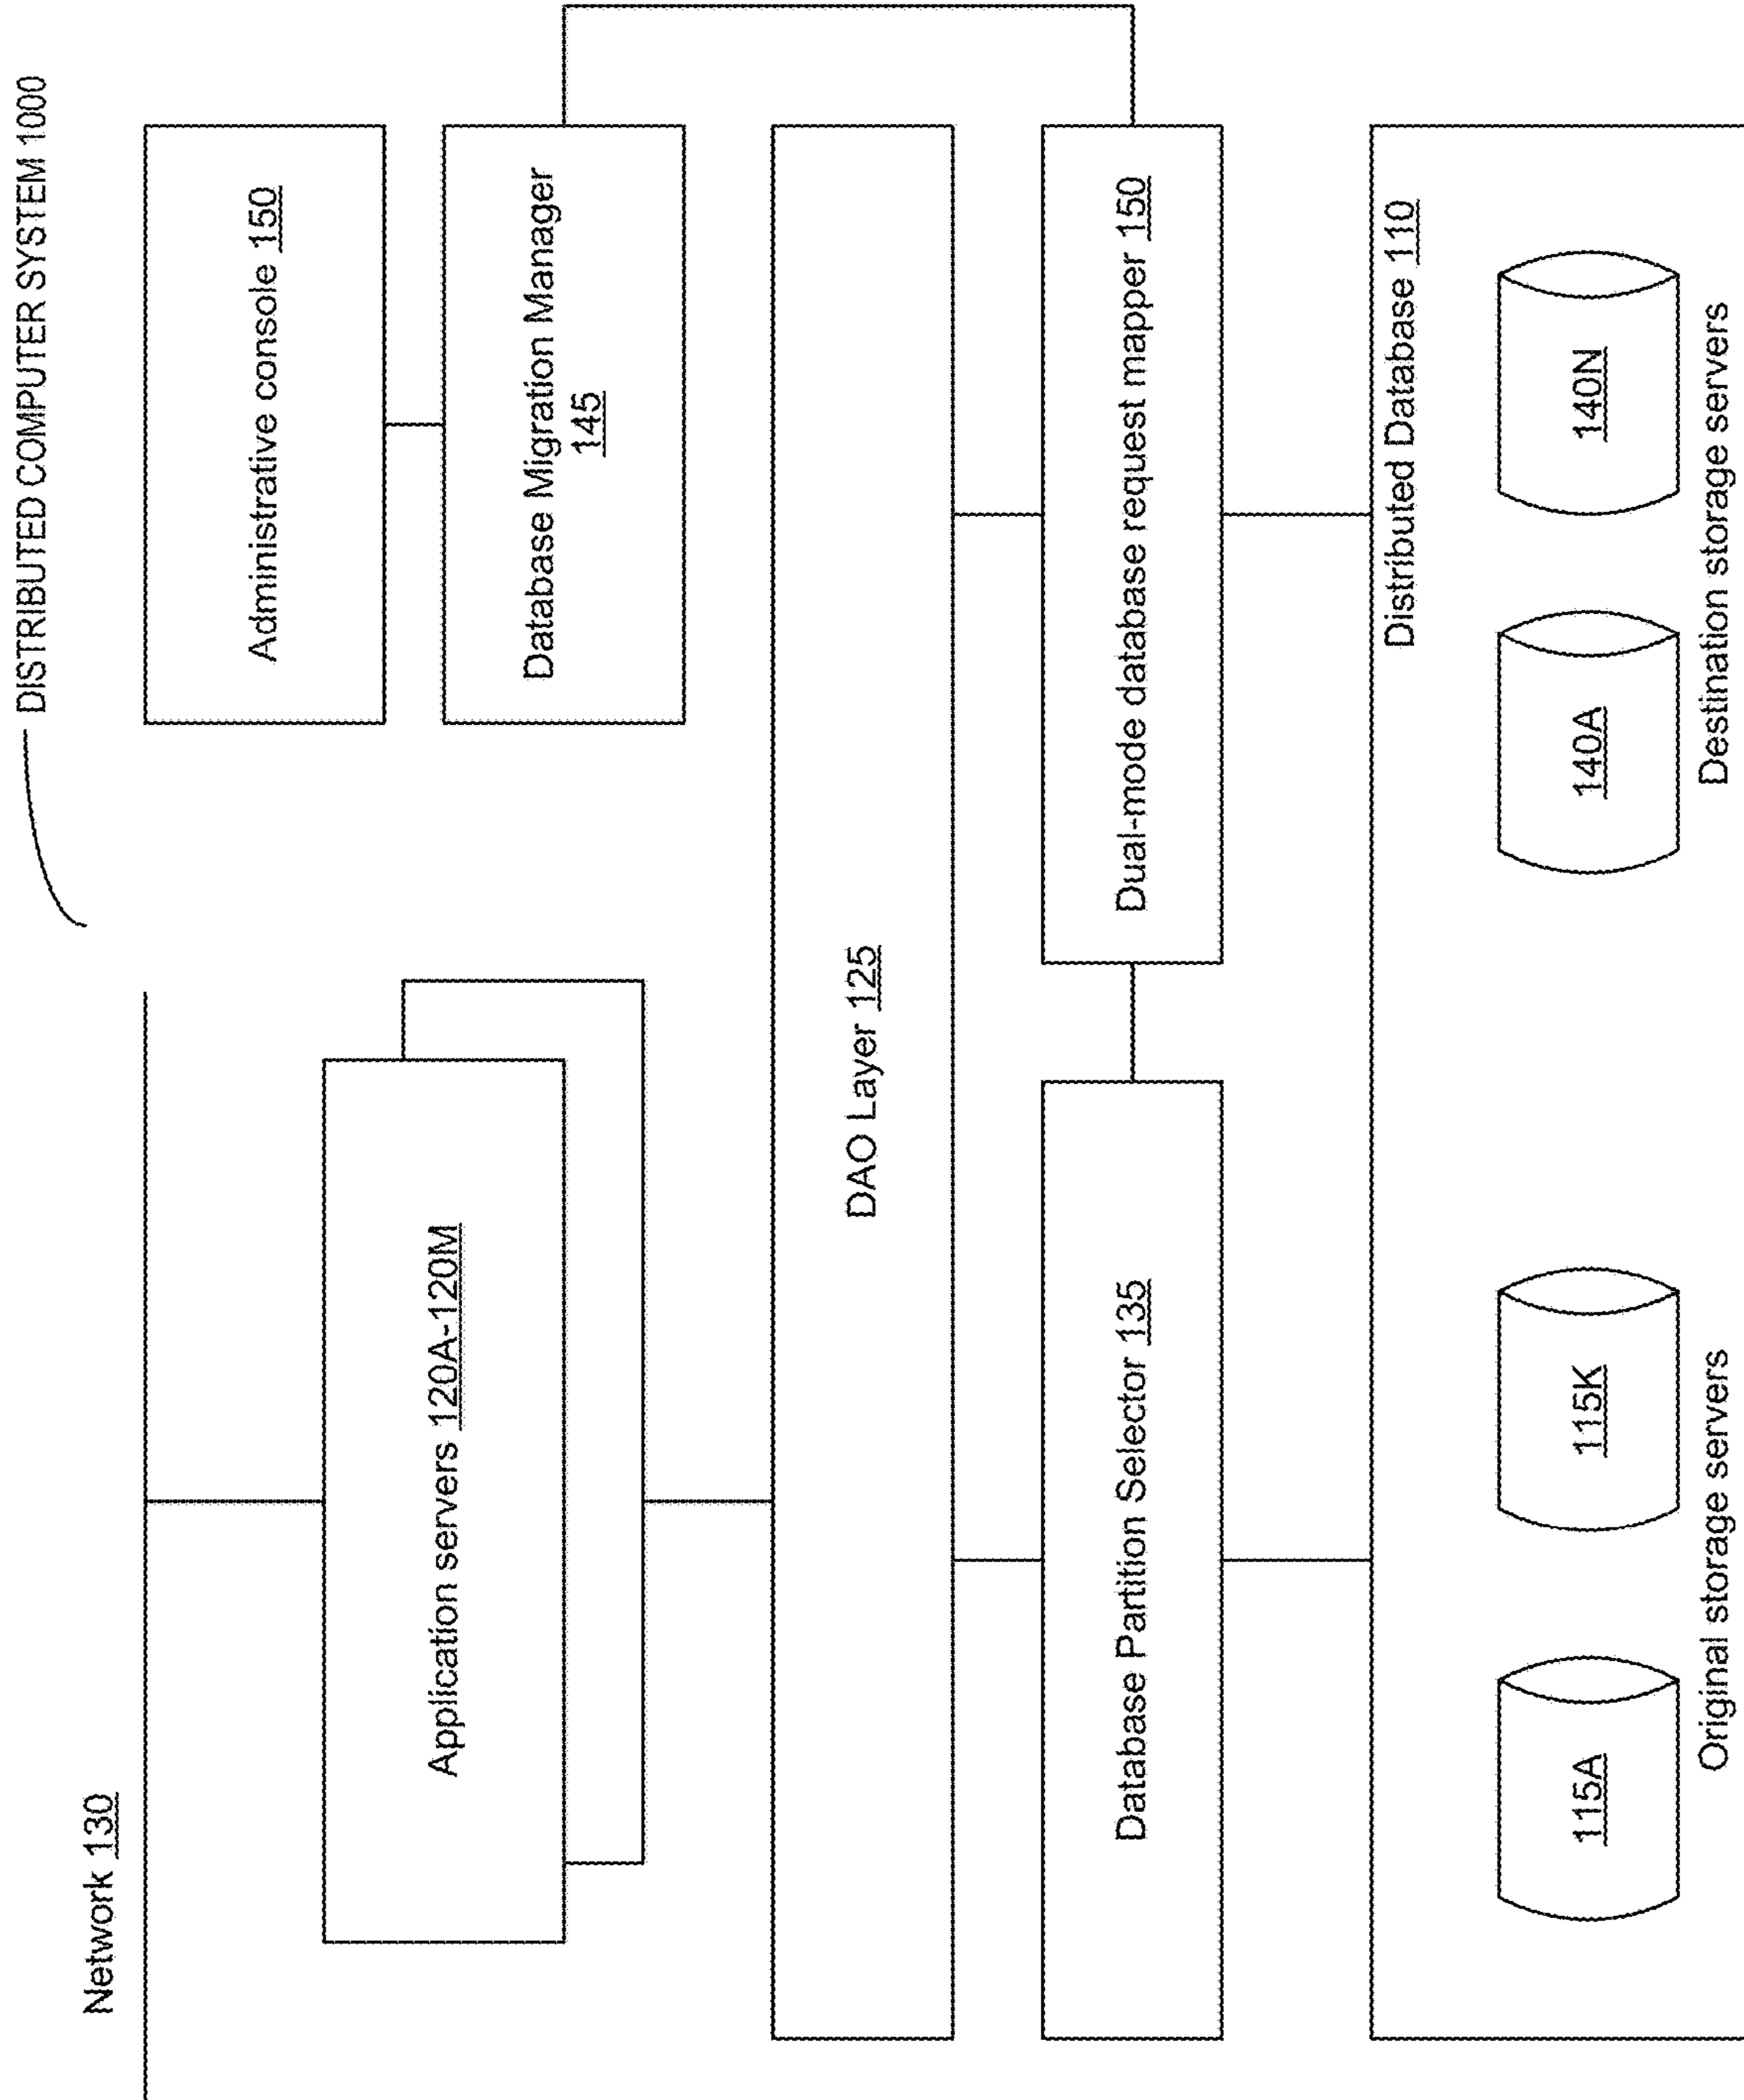 DISTRIBUTED COMPUTER SYSTEM 1000
Network 130
Administrative console 150
Application servers 120A-120M
Database Migration Manager
145
DAO Layer 125
Database Partition Selector 135
Dual-mode database request mapper 150
Distributed Database 110
115A
115K
140A
140N
Original storage servers
Destination storage servers